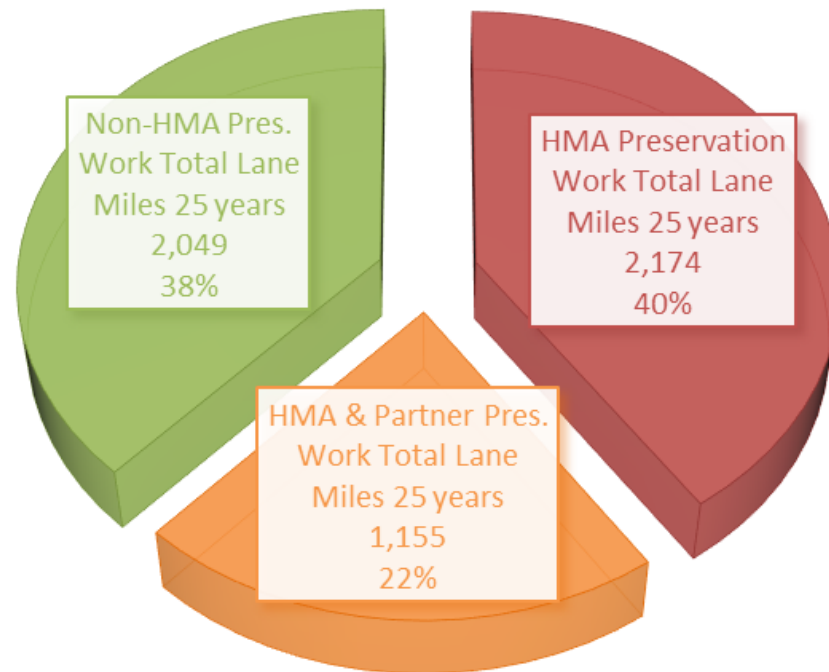 Non-HMA Pres.
Work Total Lane
Miles 25 years
2,049
38%
HMA Preservation
Work Total Lane
Miles 25 years
2,174
40%
HMA & Partner Pres.
Work Total Lane
Miles 25 years
1,155
22%